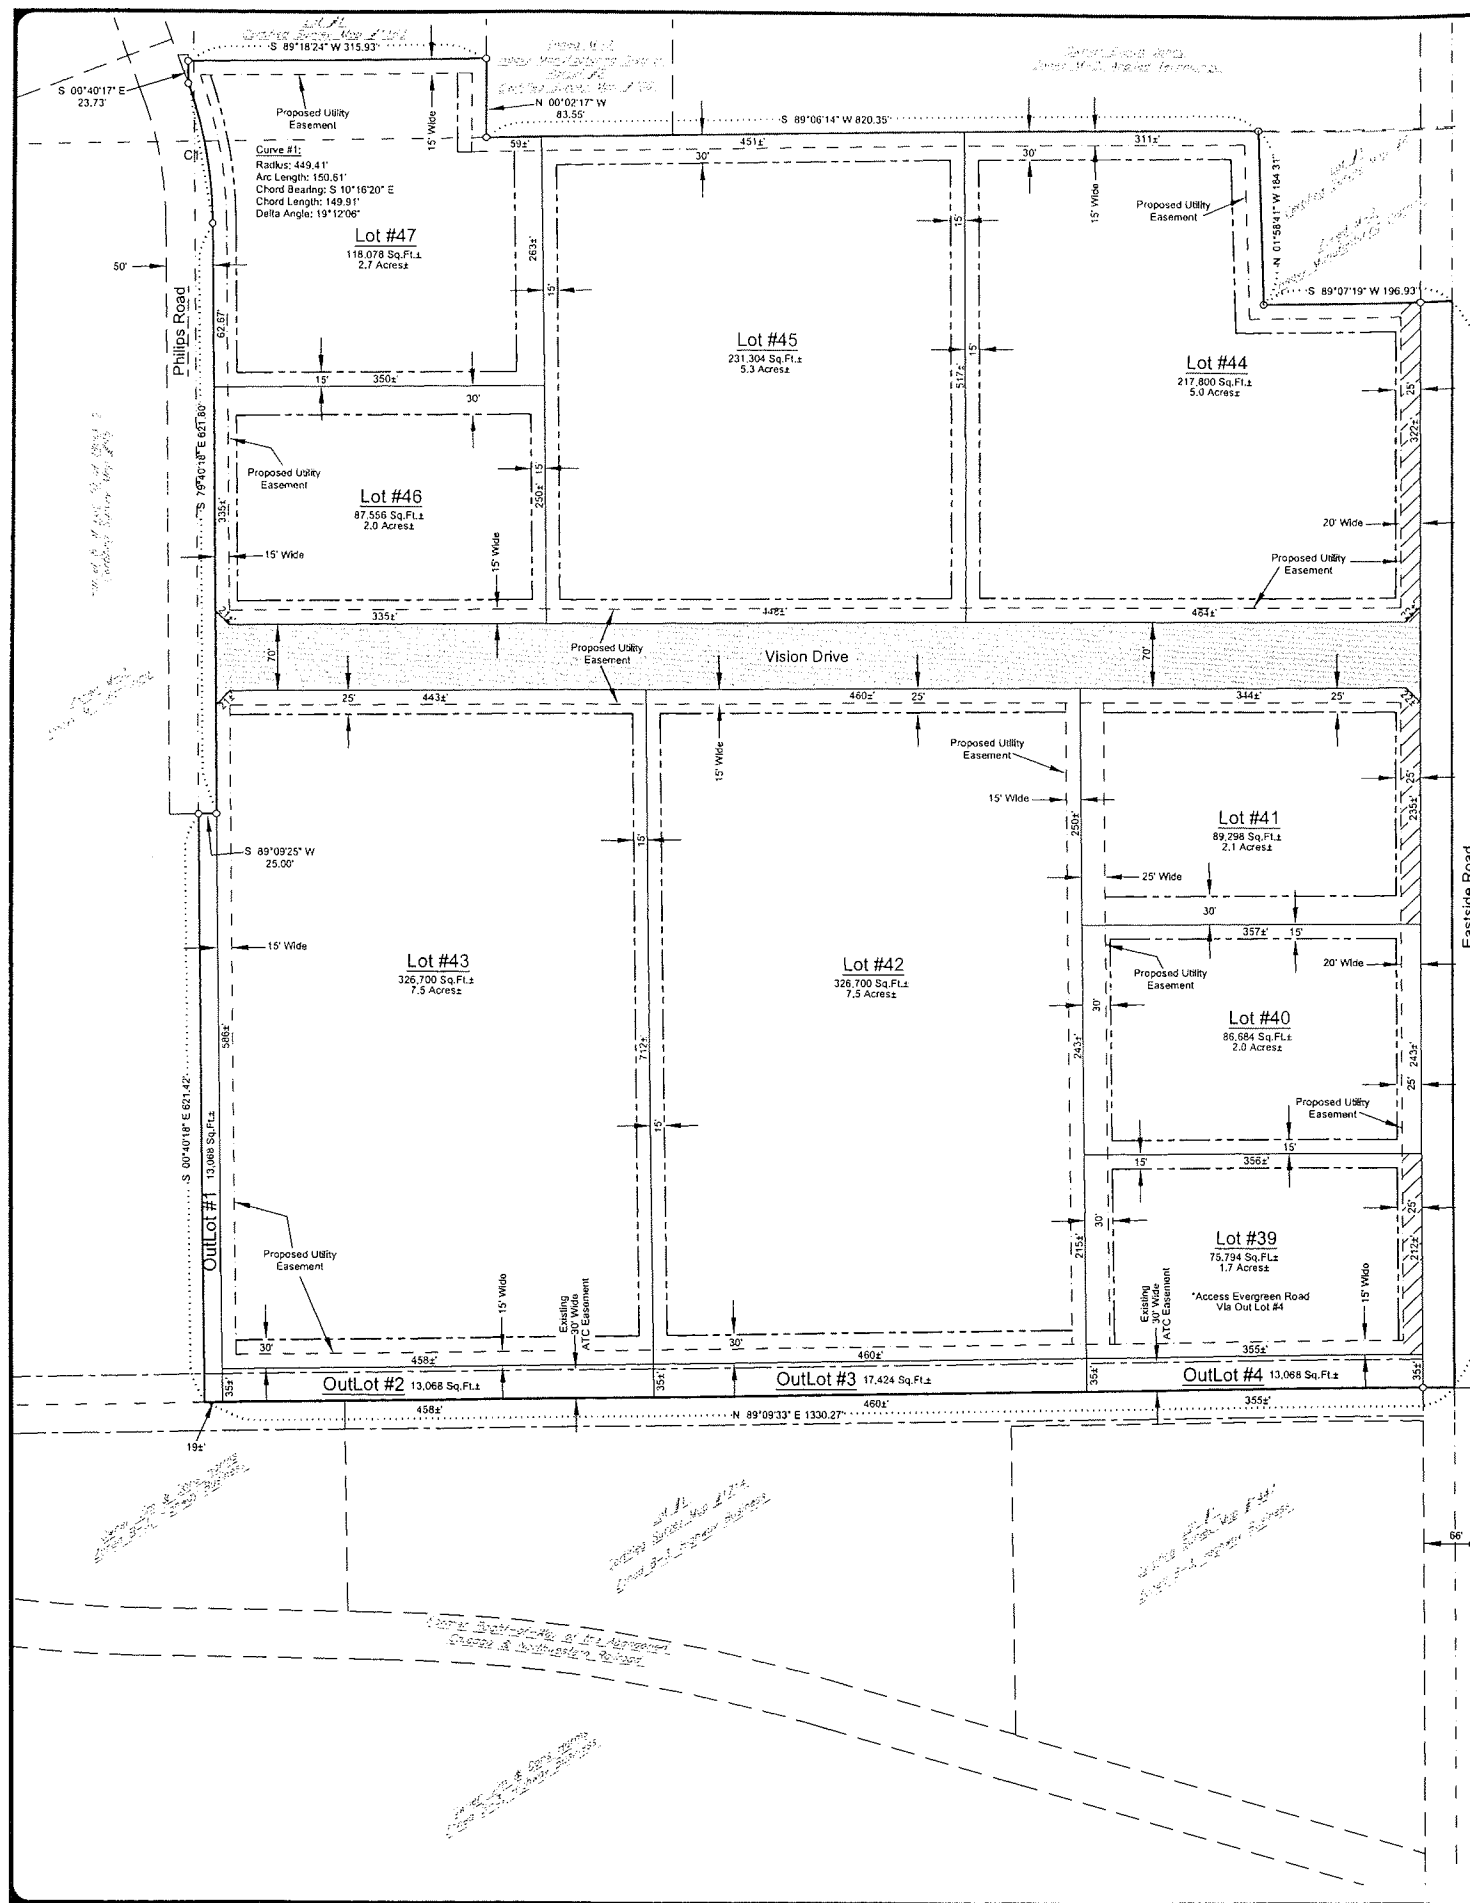 S 89°18'24" W 315.93'
S 00°40'17" E
23.73'
N 00°02'17" W
83.55'
S 89°06'14" W 820.35'
Proposed Utility
Easement
15' Wide
59±'
451±'
311±'
30'
30'
15' Wide
Curve #1:
Radius: 449.41'
Arc Length: 150.61'
Chord Bearing: S 10°16'20" E
Chord Length: 149.91'
Delta Angle: 19°12'06"
Proposed Utility
Easement
N 01°58'41" W 184.31'
Lot #47
118,078 Sq.Ft.±
2.7 Acres±
263±'
15'
15'
50'
Philips Road
62.67'
S 89°07'19" W 196.93'
Lot #45
231,304 Sq.Ft.±
5.3 Acres±
15'
517±'
Lot #44
217,800 Sq.Ft.±
5.0 Acres±
25'
322±'
15'
350±'
30'
S 79°40'18" E 621.80'
335±'
Proposed Utility
Easement
Lot #46
87,556 Sq.Ft.±
2.0 Acres±
15'
250±'
15' Wide
15' Wide
20' Wide
Proposed Utility
Easement
335±'
448±'
484±'
70'
Proposed Utility
Easement
Vision Drive
70'
25'
443±'
460±'
25'
344±'
25'
15' Wide
Proposed Utility
Easement
15' Wide
250±'
25'
235±'
S 89°09'25" W
25.00'
15'
Lot #41
89,298 Sq.Ft.±
2.1 Acres±
25' Wide
30'
357±'
15'
Eastside Road
15' Wide
Lot #43
326,700 Sq.Ft.±
7.5 Acres±
Lot #42
326,700 Sq.Ft.±
7.5 Acres±
Proposed Utility
Easement
20' Wide
30'
Lot #40
86,684 Sq.Ft.±
2.0 Acres±
586±'
712±'
243±'
243±'
25'
Proposed Utility
Easement
S 00°40'18" E 621.42'
OutLot #1 13,068 Sq.Ft.±
15'
15'
15'
356±'
30'
215±'
Lot #39
75,794 Sq.Ft.±
1.7 Acres±
25'
212±'
Proposed Utility
Easement
*Access Evergreen Road
Via Out Lot #4
15' Wide
Existing
30' Wide
ATC Easement
Existing
30' Wide
ATC Easement
15' Wide
30'
30'
458±'
460±'
355±'
35±'
OutLot #2 13,068 Sq.Ft.±
35±'
OutLot #3 17,424 Sq.Ft.±
35±'
OutLot #4 13,068 Sq.Ft.±
35±'
458±'
N 89°09'33" E 1330.27'
460±'
355±'
19±'
66'